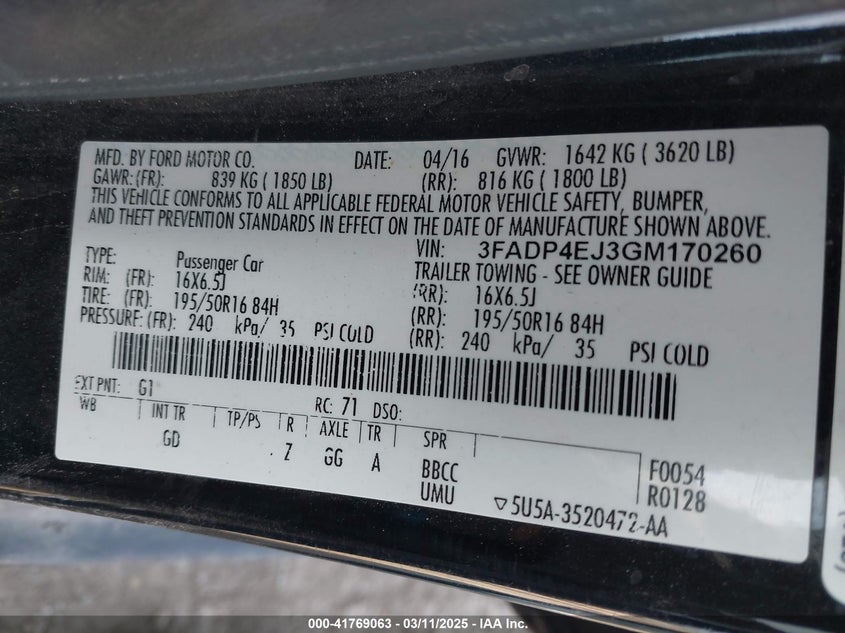 MFD. BY FORD MOTOR CO. DATE: 04/16 GVWR: 1642 KG ( 3620 LB)
GAWR:(FR): 839 KG ( 1850 LB) (RR): 816 KG ( 1800 LB)
THIS VEHICLE CONFORMS TO ALL APPLICABLE FEDERAL MOTOR VEHICLE SAFETY, BUMPER,
AND THEFT PREVENTION STANDARDS IN EFFECT ON THE DATE OF MANUFACTURE SHOWN ABOVE.
VIN: 3FADP4EJ3GM170260
TYPE: Passenger Car TRAILER TOWING - SEE OWNER GUIDE
RIM: (FR): 16X6.5J (RR): 16X6.5J
TIRE: (FR): 195/50R16 84H (RR): 195/50R16 84H
PRESSURE: (FR): 240 kPa/ 35 PSI COLD (RR): 240 kPa/ 35 PSI COLD
EXT PNT: G1 RC: 71 DSO:
WB INT TR TP/PS R AXLE TR SPR
GD Z GG A BBCC F0054
UMU R0128
▽5U5A-3520472-AA
000-41769063 - 03/11/2025 - IAA Inc.